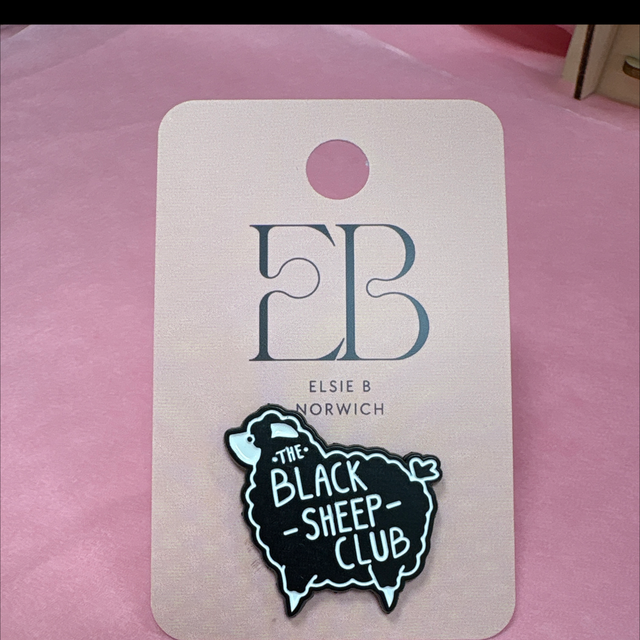 EB
ELSIE B
NORWICH
•THE•
BLACK
-SHEEP-
CLUB